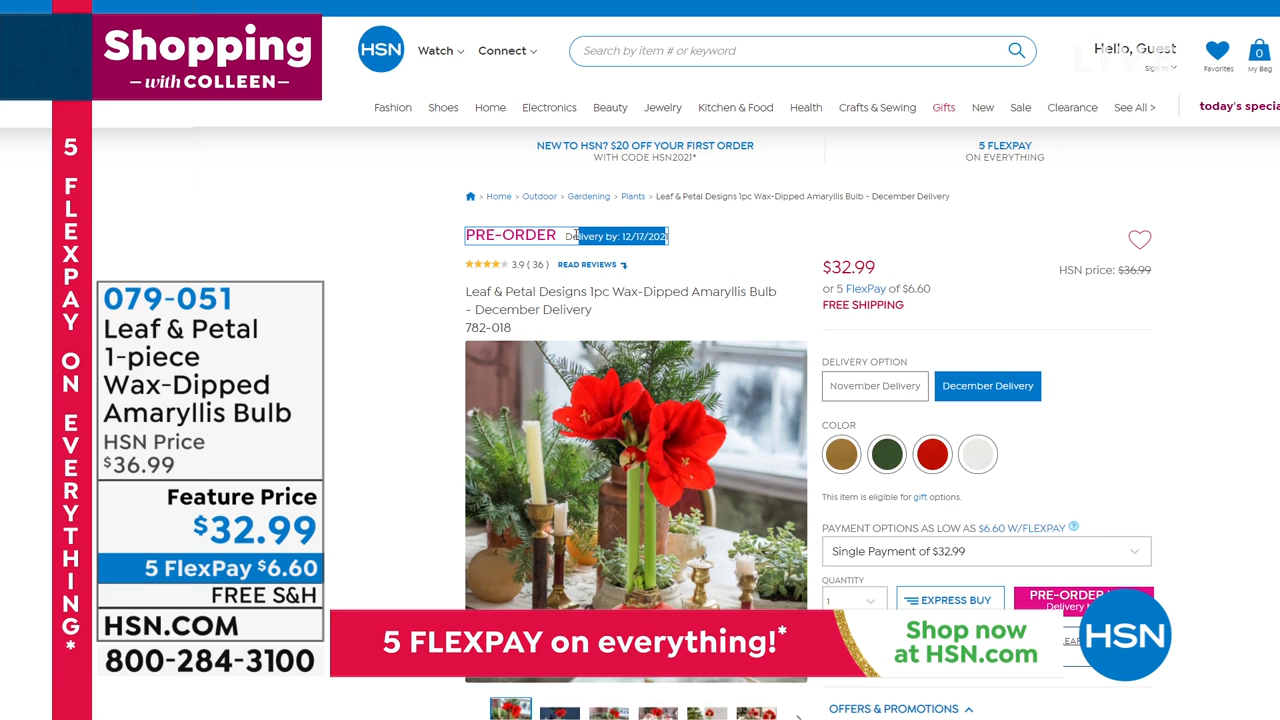 Shopping
with COLLEEN
5 FLEXPAY ON EVERYTHING*
079-051
Leaf & Petal
1-piece
Wax-Dipped
Amaryllis Bulb
HSN Price
$36.99
Feature Price
$32.99
5 FlexPay $6.60
FREE S&H
HSN.COM
800-284-3100
HSN
Watch
Connect
Search by item # or keyword
Hello, Guest
Sign In
Favorites
0
My Bag
Fashion Shoes Home Electronics Beauty Jewelry Kitchen & Food Health Crafts & Sewing Gifts New Sale Clearance See All > today's specia
NEW TO HSN? $20 OFF YOUR FIRST ORDER
WITH CODE HSN2021*
5 FLEXPAY
ON EVERYTHING
> Home > Outdoor > Gardening > Plants > Leaf & Petal Designs 1pc Wax-Dipped Amaryllis Bulb - December Delivery
PRE-ORDER Delivery by: 12/17/202
3.9 ( 36 ) READ REVIEWS
Leaf & Petal Designs 1pc Wax-Dipped Amaryllis Bulb
- December Delivery
782-018
$32.99
HSN price: $36.99
or 5 FlexPay of $6.60
FREE SHIPPING
DELIVERY OPTION
November Delivery
December Delivery
COLOR
This item is eligible for gift options.
PAYMENT OPTIONS AS LOW AS $6.60 W/FLEXPAY
Single Payment of $32.99
QUANTITY
1
EXPRESS BUY
PRE-ORDER
5 FLEXPAY on everything!*
Shop now
at HSN.com
HSN
OFFERS & PROMOTIONS